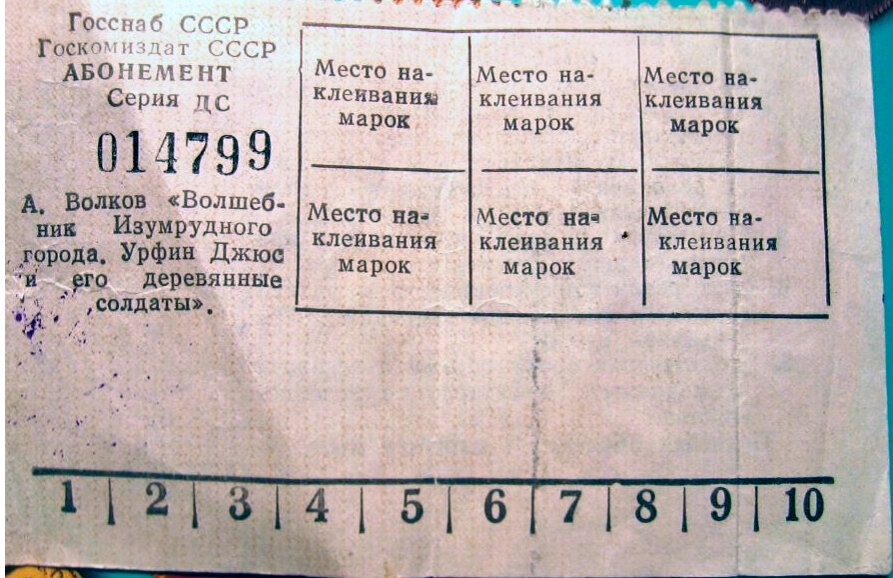 Госснаб СССР
Госкомиздат СССР
АБОНЕМЕНТ
Серия ДС
014799
А. Волков «Волшеб-
ник Изумрудного
города. Урфин Джюс
и его деревянные
солдаты».
Место на-
клеивания
марок
Место на-
клеивания
марок
Место на-
клеивания
марок
Место на-
клеивания
марок
Место на-
клеивания
марок
Место на-
клеивания
марок
1 | 2 | 3 | 4 | 5 | 6 | 7 | 8 | 9 | 10